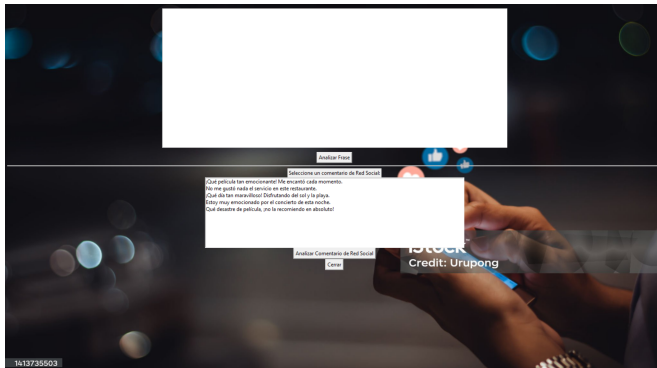 Analizar Frase
Seleccione un comentario de Red Social:
¡Qué película tan emocionante! Me encantó cada momento.
No me gustó nada el servicio en este restaurante.
¡Qué día tan maravilloso! Disfrutando del sol y la playa.
Estoy muy emocionado por el concierto de esta noche.
Qué desastre de película, ¡no la recomiendo en absoluto!
Analizar Comentario de Red Social
Cerrar
iStock
Credit: Urupong
1413735503